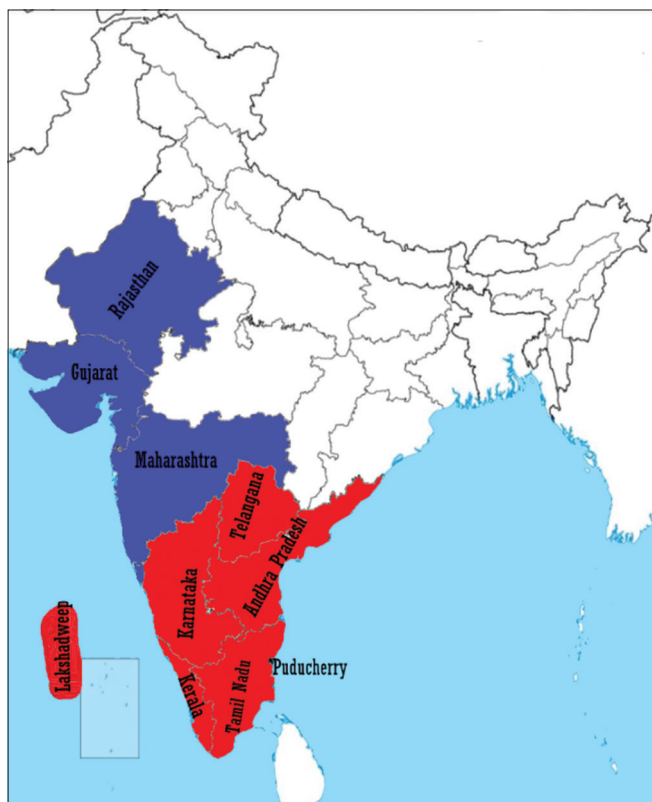 Rajasthan
Gujarat
Maharashtra
Telangana
Andhra Pradesh
Karnataka
Lakshadweep
Puducherry
Kerala
Tamil Nadu